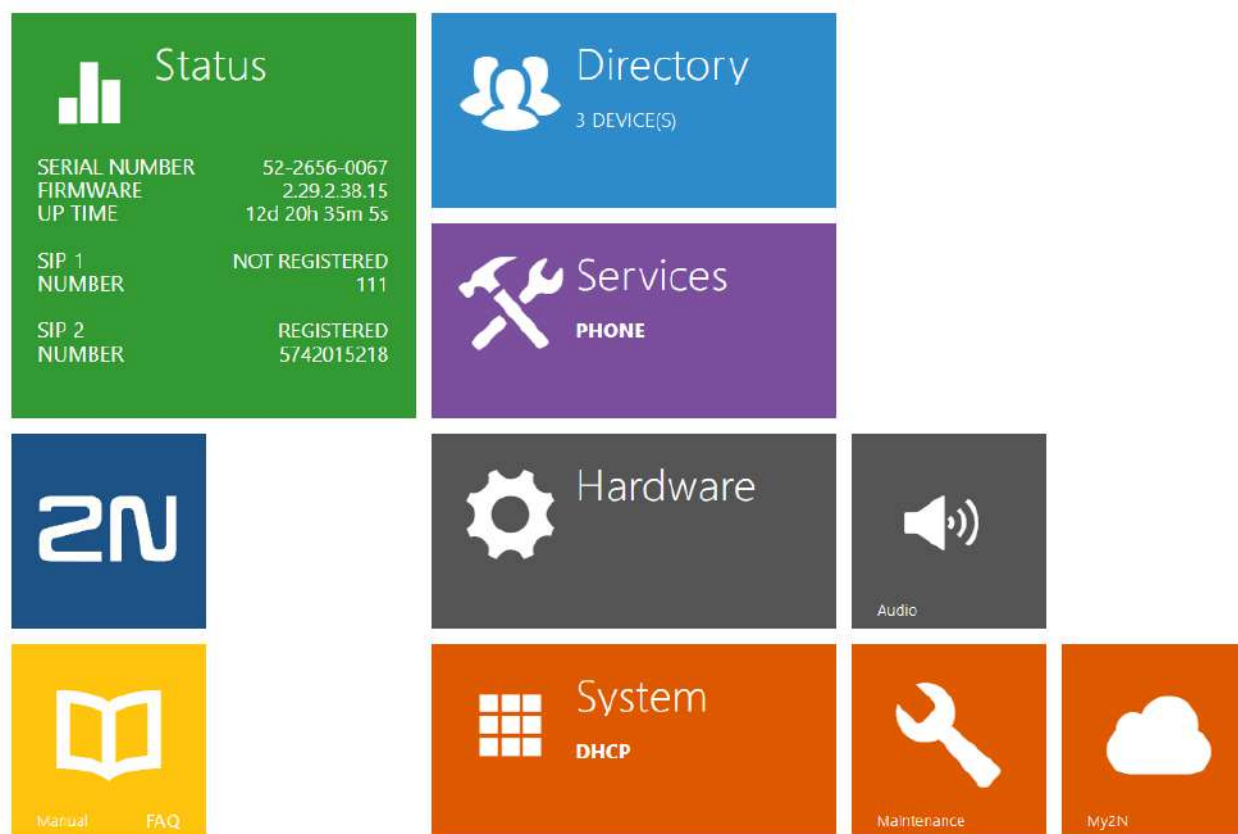 Status
SERIAL NUMBER 52-2656-0067
FIRMWARE 2.29.2.38.15
UP TIME 12d 20h 35m 5s
SIP 1 NOT REGISTERED
NUMBER 111
SIP 2 REGISTERED
NUMBER 5742015218
Directory
3 DEVICE(S)
Services
PHONE
2N
Hardware
Audio
Manual FAQ
System
DHCP
Maintenance
My2N